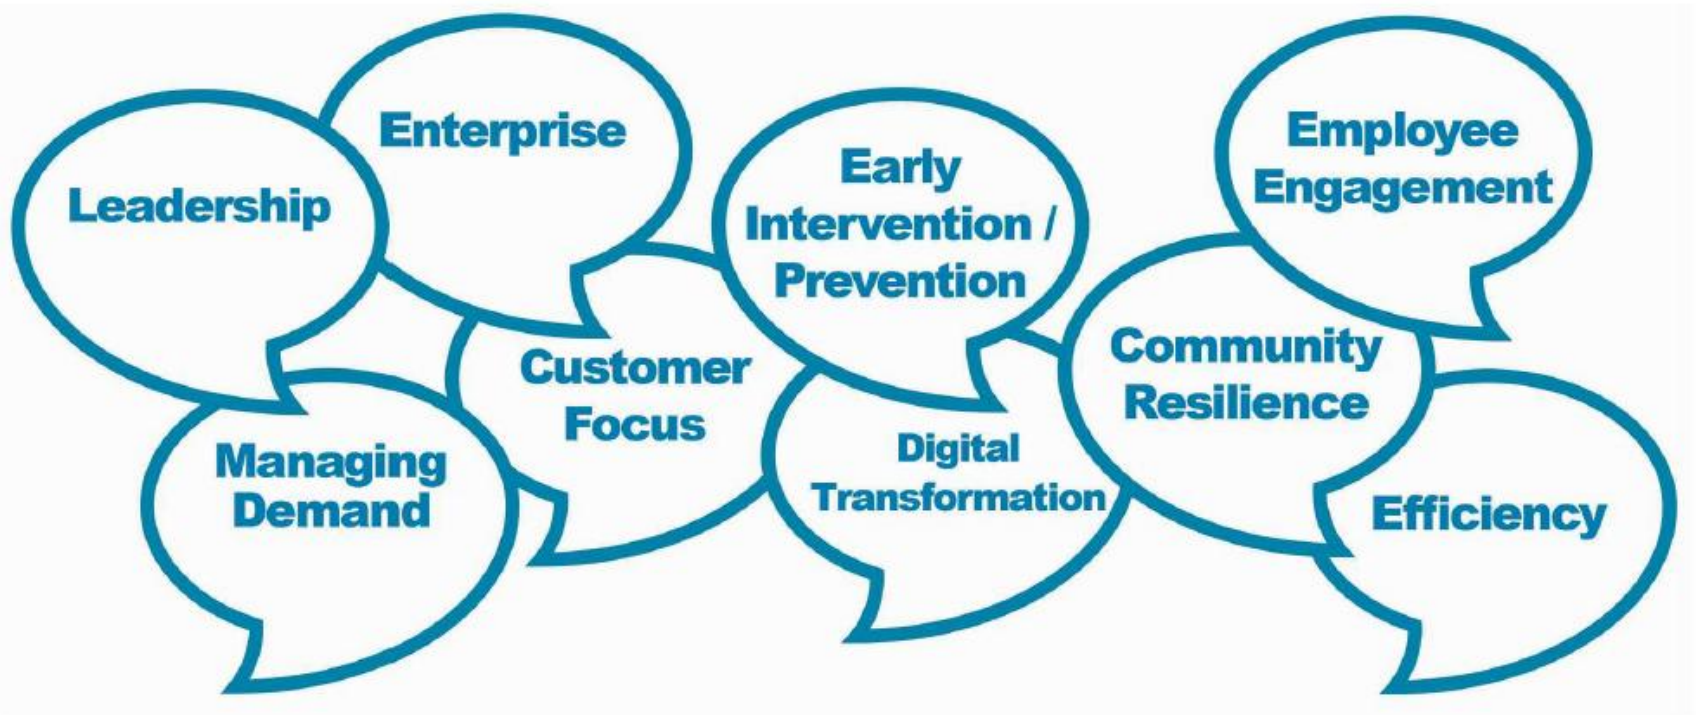 Leadership
Enterprise
Managing
Demand
Customer
Focus
Early
Intervention /
Prevention
Digital
Transformation
Community
Resilience
Employee
Engagement
Efficiency